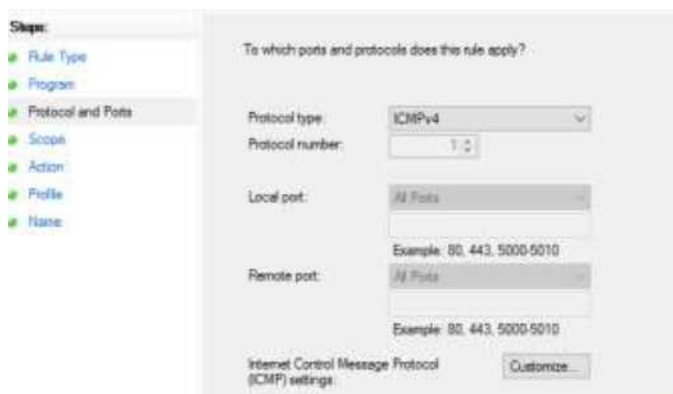 Steps:
Rule Type
Program
Protocol and Ports
Scope
Action
Profile
Name
To which ports and protocols does this rule apply?
Protocol type: ICMPv4
Protocol number: 1
Local port: All Ports
Example: 80, 443, 5000-5010
Remote port: All Ports
Example: 80, 443, 5000-5010
Internet Control Message Protocol
(ICMP) settings: Customize...